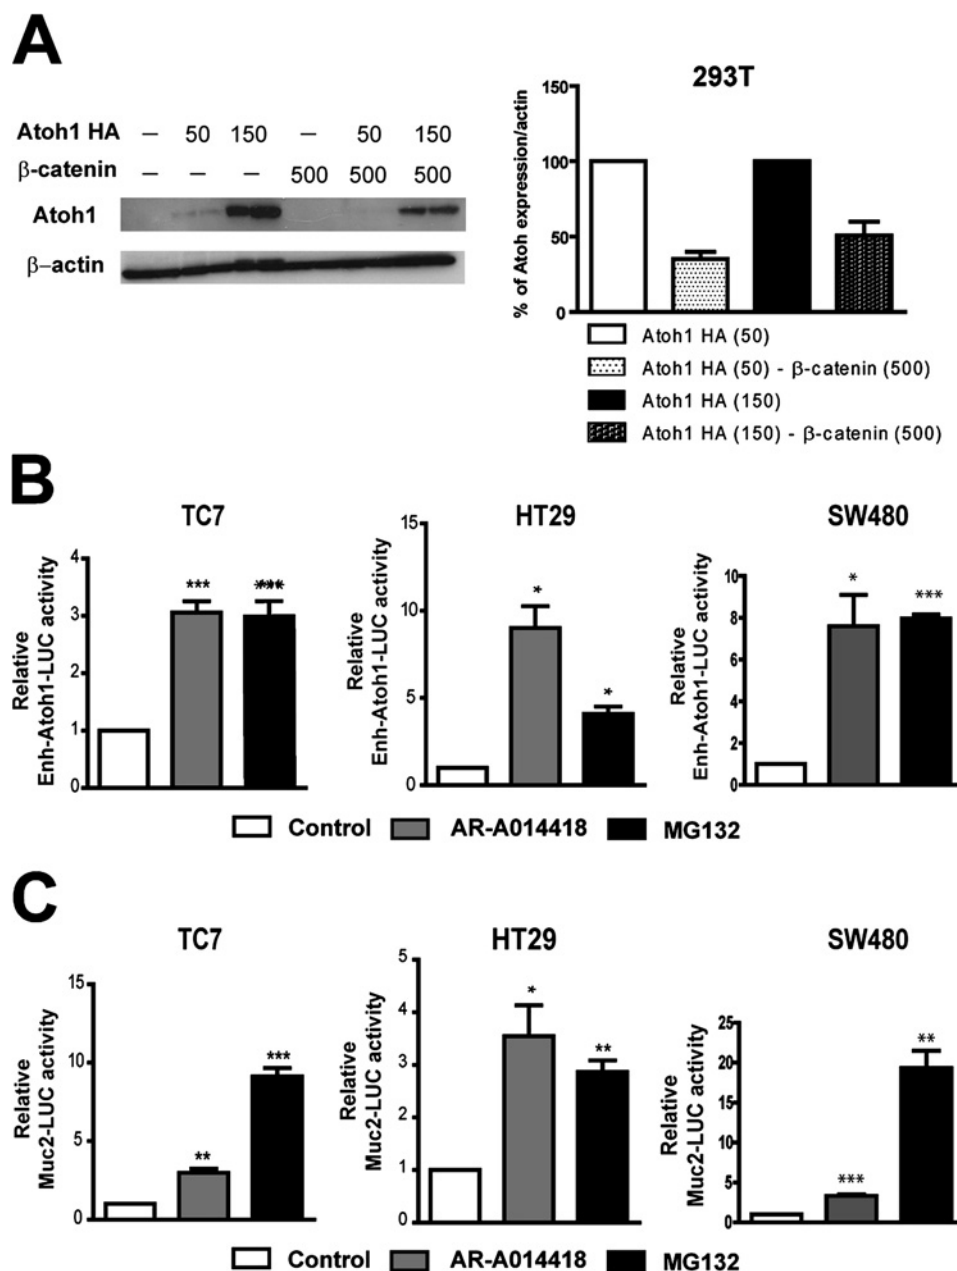 A
Atoh1 HA — 50 150 — 50 150
β-catenin — — — 500 500 500
Atoh1
β–actin
293T
% of Atoh expression/actin
150
100
50
0
Atoh1 HA (50)
Atoh1 HA (50) - β-catenin (500)
Atoh1 HA (150)
Atoh1 HA (150) - β-catenin (500)
B
TC7
Relative
Enh-Atoh1-LUC activity
4
3
2
1
0
***
***
HT29
Relative
Enh-Atoh1-LUC activity
15
10
5
0
*
*
SW480
Relative
Enh-Atoh1-LUC activity
10
8
6
4
2
0
*
***
Control AR-A014418 MG132
C
TC7
Relative
Muc2-LUC activity
15
10
5
0
**
***
HT29
Relative
Muc2-LUC activity
5
4
3
2
1
0
*
**
SW480
Relative
Muc2-LUC activity
25
20
15
10
5
0
***
**
Control AR-A014418 MG132